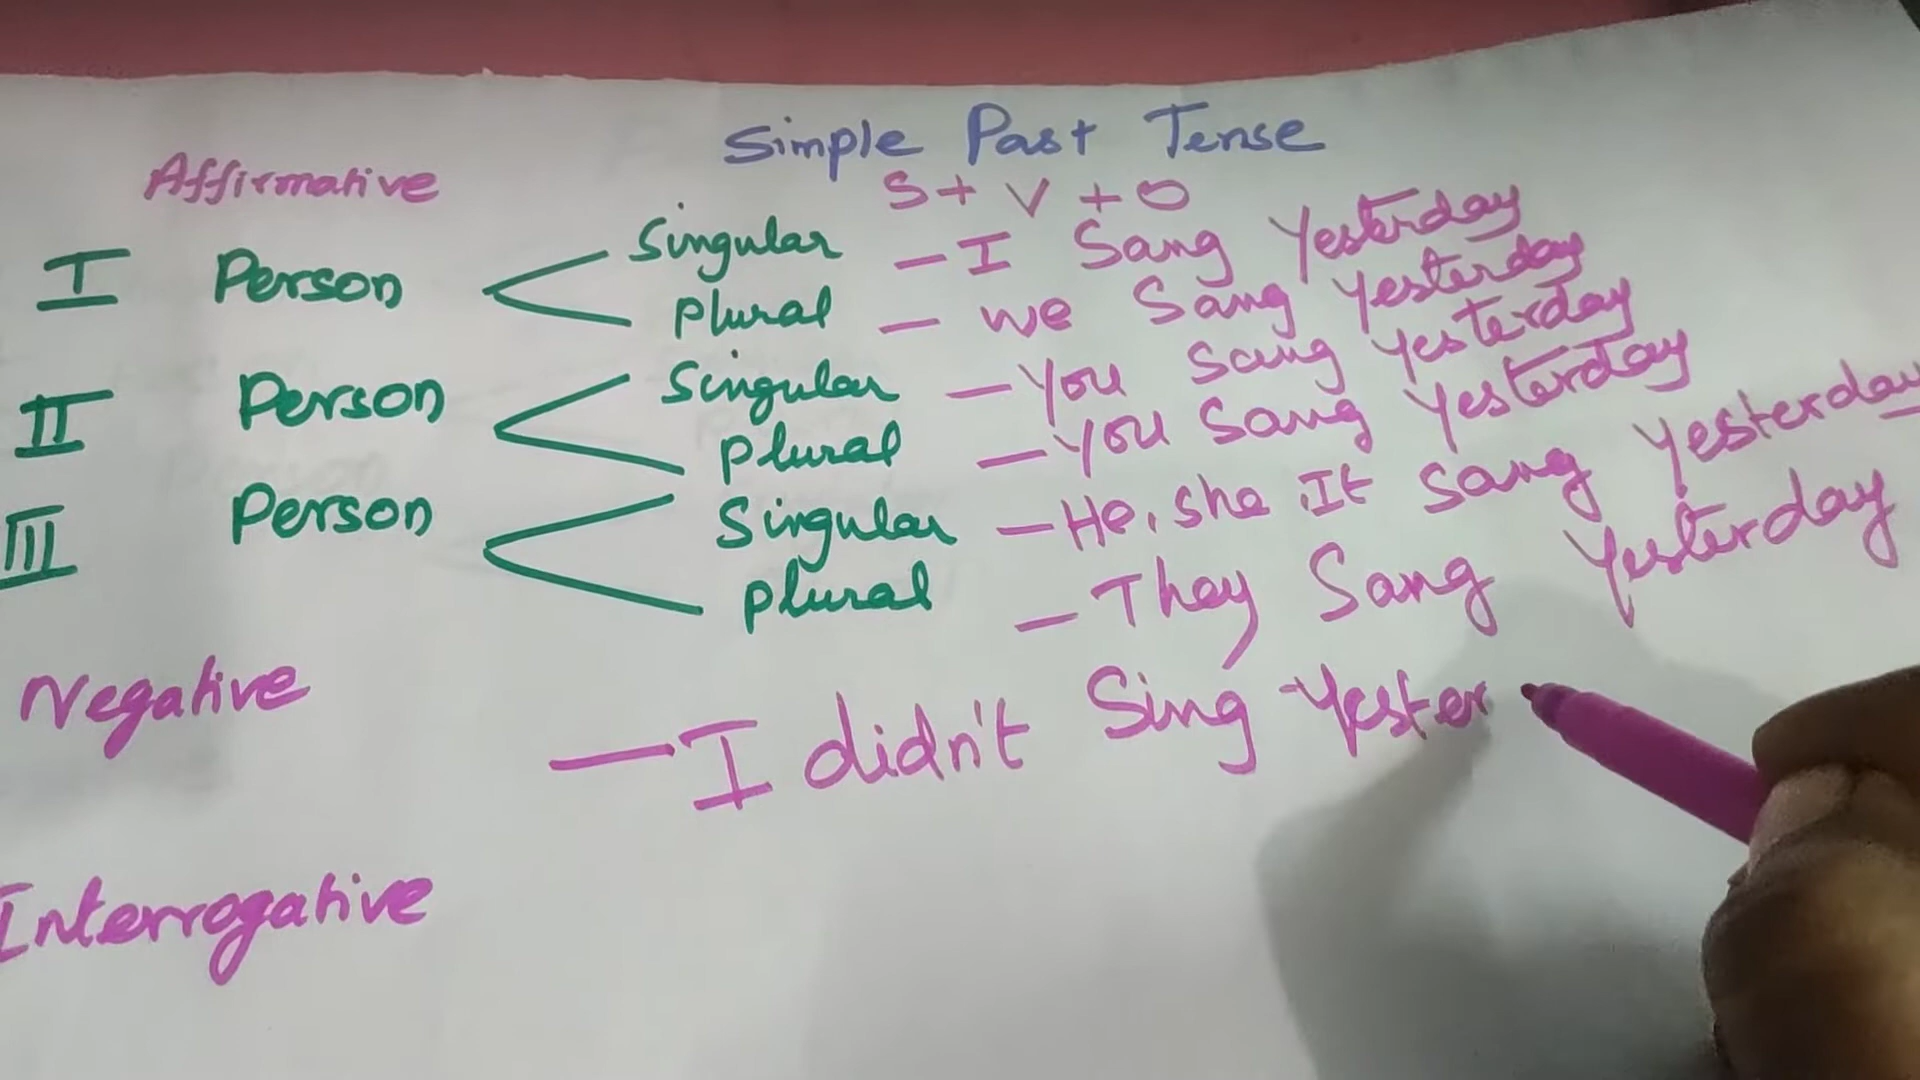 Simple Past Tense
Affirmative
S + V + O
I Person Singular – I Sang Yesterday
Plural – We Sang Yesterday
II Person Singular – You Sang Yesterday
Plural – You Sang Yesterday
III Person Singular – He, She, It Sang Yesterday
Plural – They Sang Yesterday
Negative – I didn't Sing Yester
Interrogative